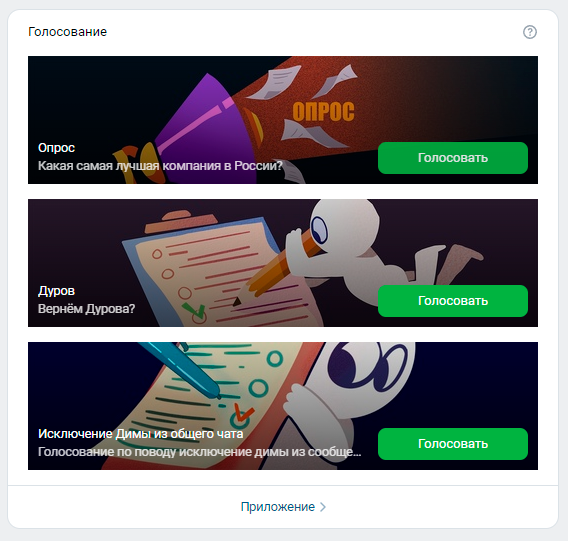 Голосование
ОПРОС
Опрос
Какая самая лучшая компания в России?
Голосовать
Дуров
Вернём Дурова?
Голосовать
Исключение Димы из общего чата
Голосование по поводу исключение димы из сообще...
Голосовать
Приложение